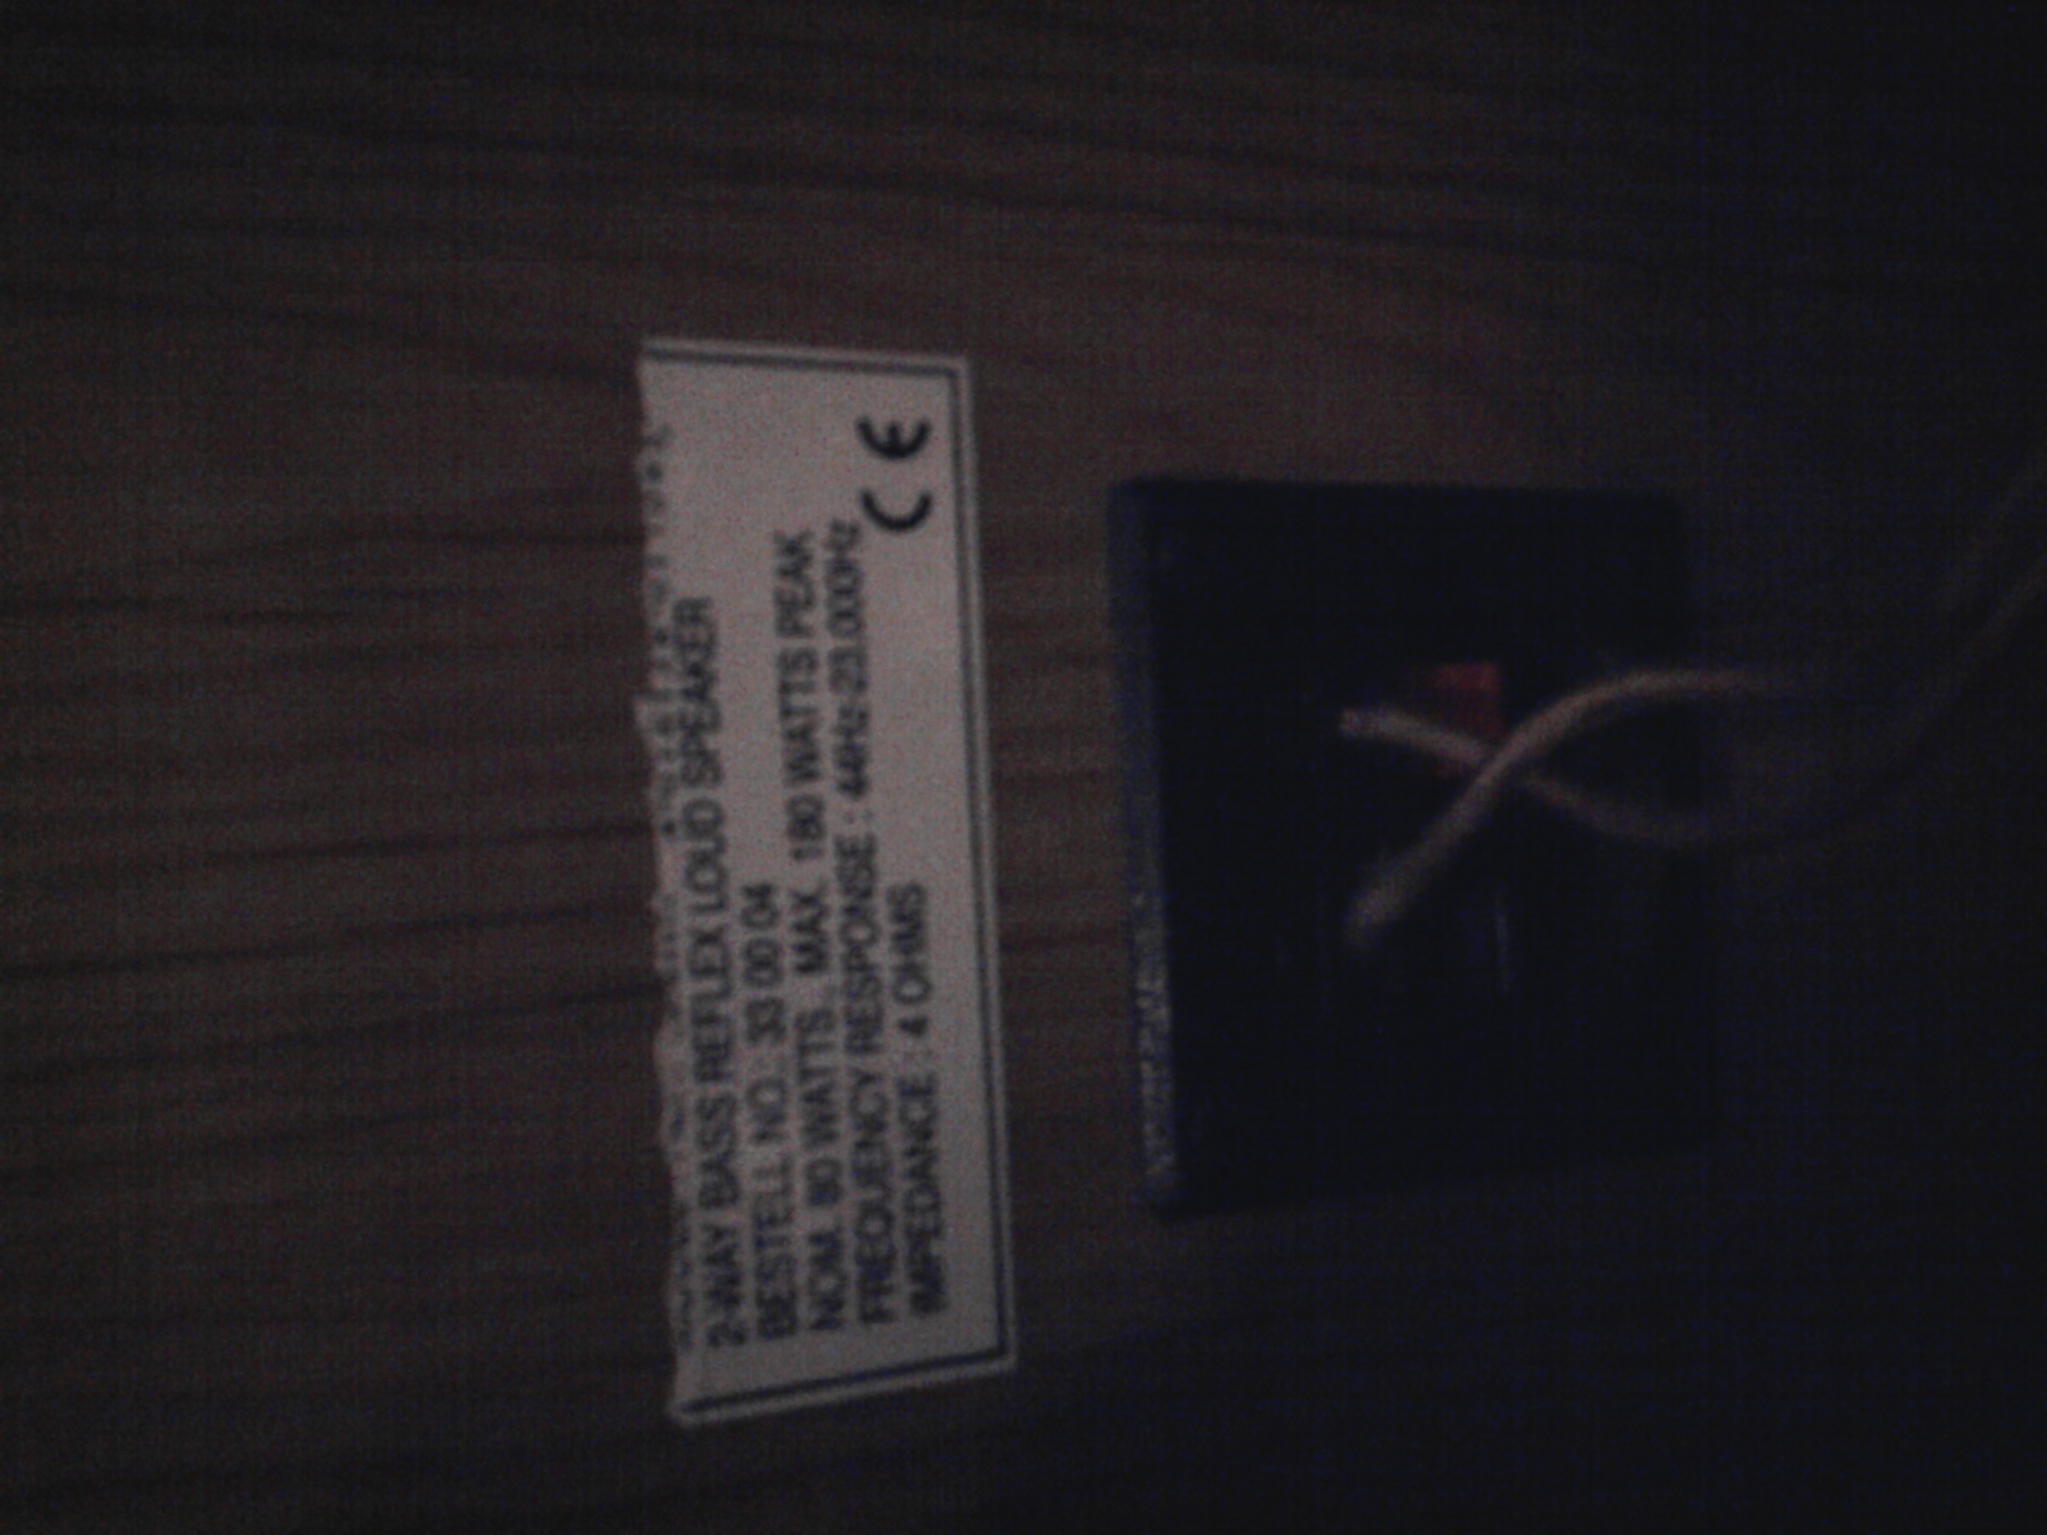 2-WAY BASS REFLEX LOUD SPEAKER
BESTELL NO.: 33 00 04
NOM. 80 WATTS, MAX. 180 WATTS PEAK
FREQUENCY RESPONSE : 44Hz-23.000Hz
IMPEDANCE : 4 OHMS
CE